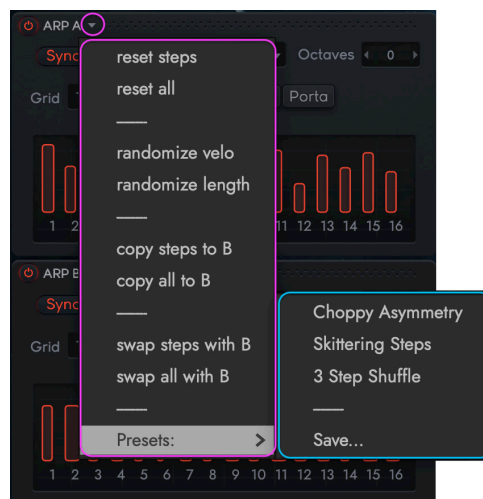 ARP A
Sync
reset steps
Octaves 0
reset all
Grid
Porta
randomize velo
randomize length
1 2 11 12 13 14 15 16
copy steps to B
copy all to B
ARP B
Sync
Choppy Asymmetry
Grid
swap steps with B
Skittering Steps
swap all with B
3 Step Shuffle
Presets: >
Save...
1 2 3 4 5 6 7 8 9 10 11 12 13 14 15 16